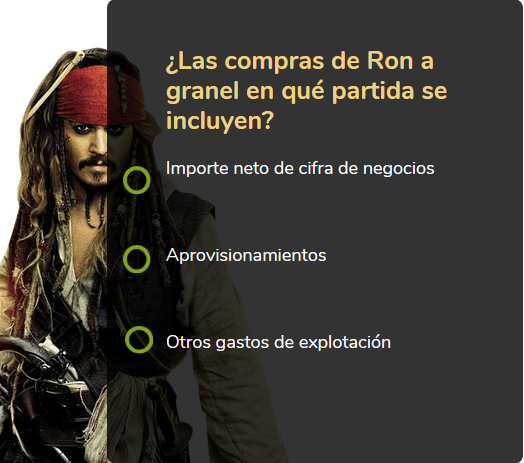 ¿Las compras de Ron a
granel en qué partida se
incluyen?
Importe neto de cifra de negocios
Aprovisionamientos
Otros gastos de explotación